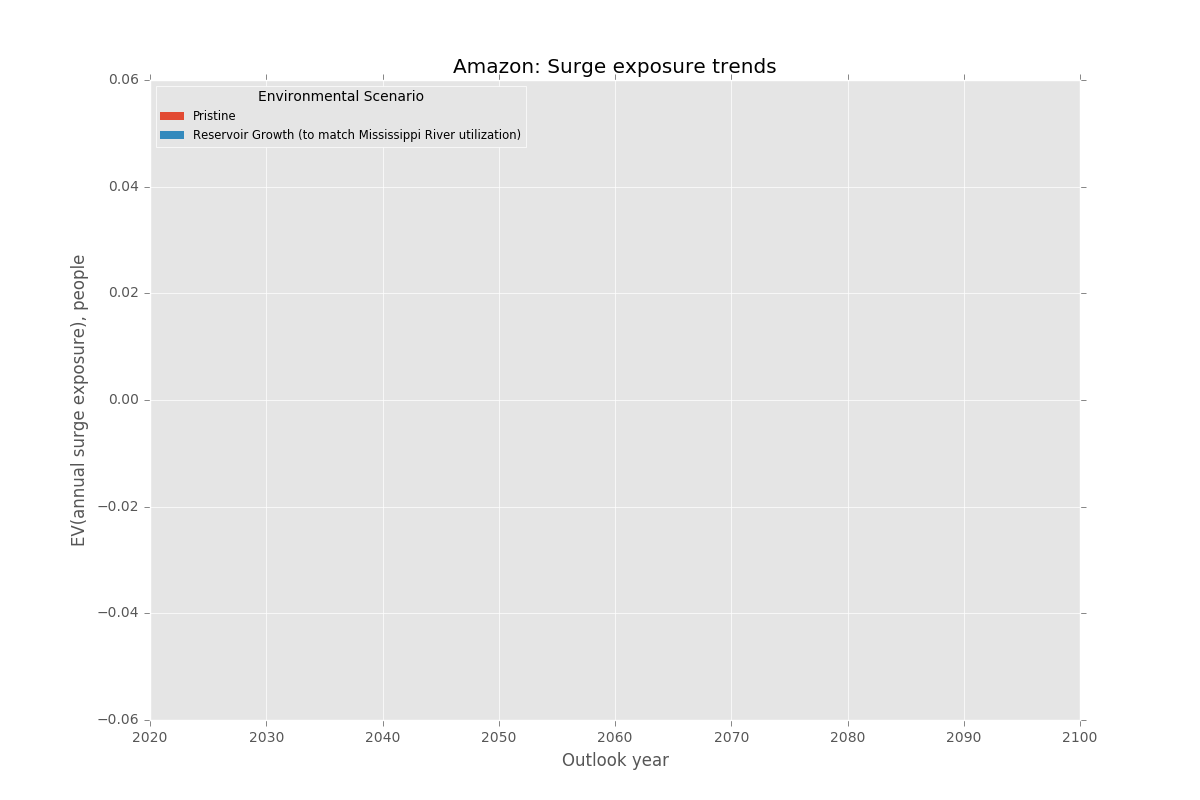 Amazon: Surge exposure trends
Environmental Scenario
Pristine
Reservoir Growth (to match Mississippi River utilization)
EV(annual surge exposure), people
0.06
0.04
0.02
0.00
−0.02
−0.04
−0.06
2020 2030 2040 2050 2060 2070 2080 2090 2100
Outlook year